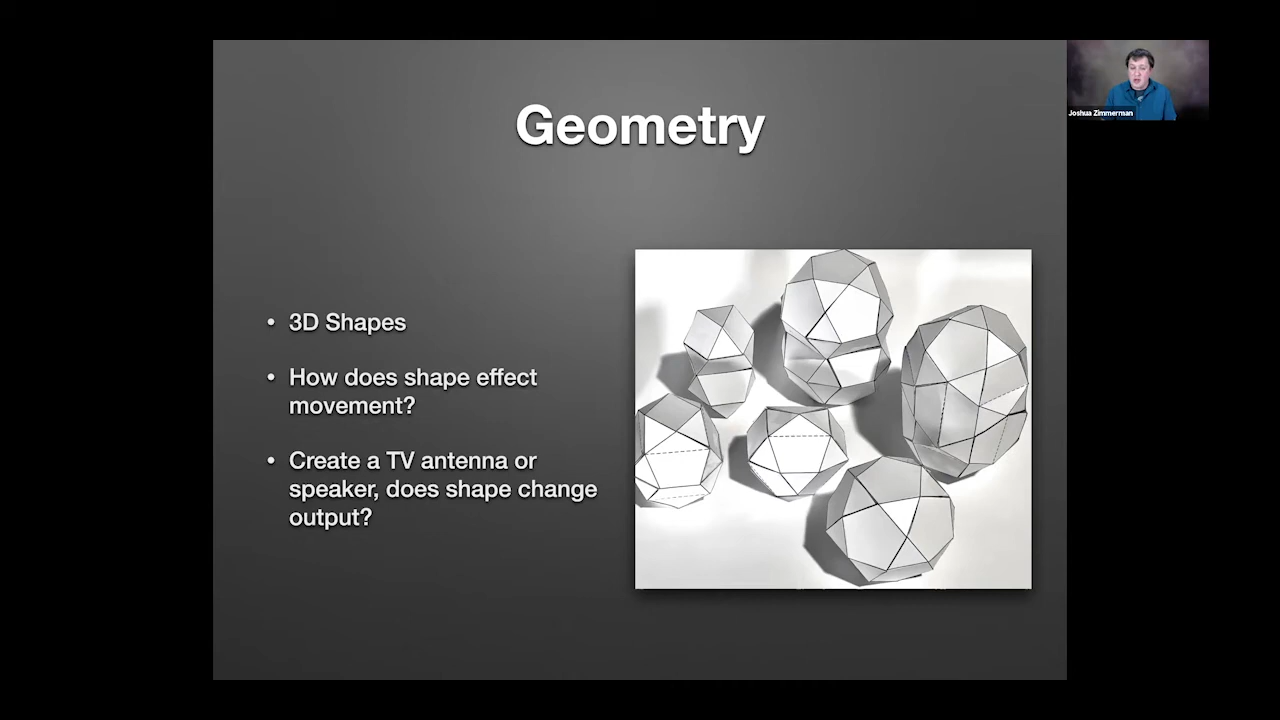 Geometry
Joshua Zimmerman
• 3D Shapes
• How does shape effect
movement?
• Create a TV antenna or
speaker, does shape change
output?